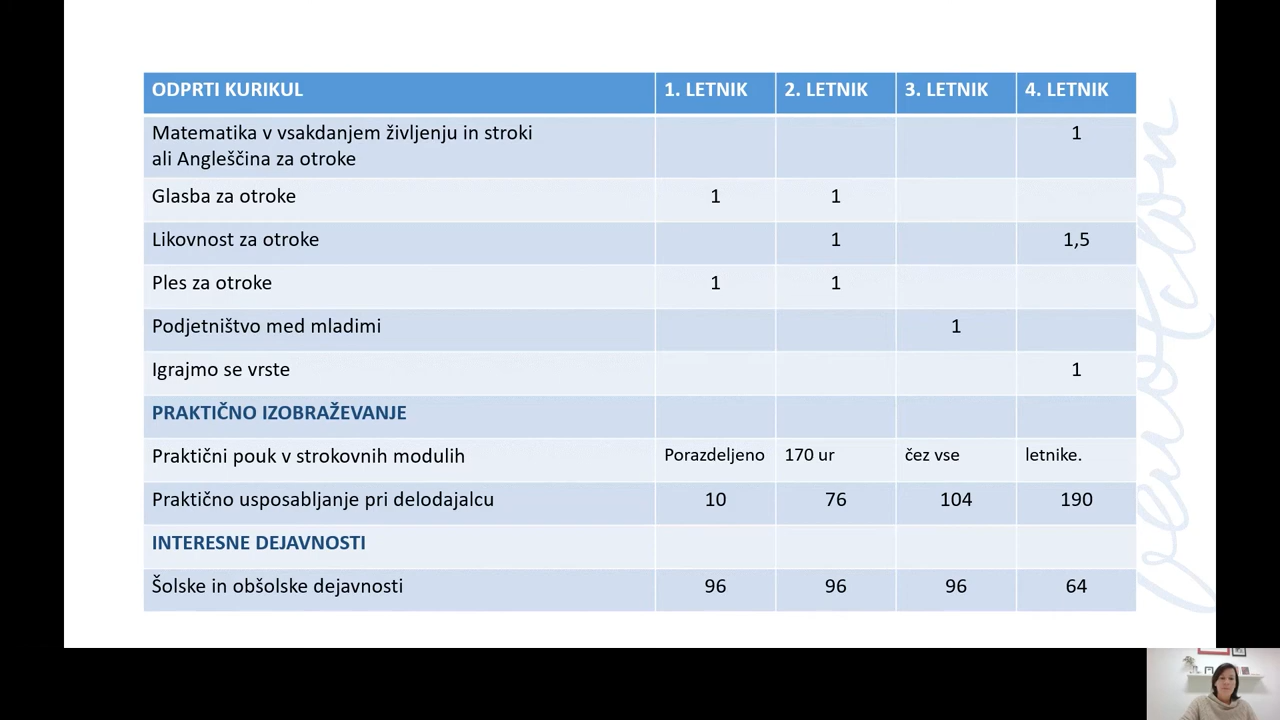 ODPRTI KURIKUL 1. LETNIK 2. LETNIK 3. LETNIK 4. LETNIK
Matematika v vsakdanjem življenju in stroki 1
ali Angleščina za otroke
Glasba za otroke 1 1
Likovnost za otroke 1 1,5
Ples za otroke 1 1
Podjetništvo med mladimi 1
Igrajmo se vrste 1
PRAKTIČNO IZOBRAŽEVANJE
Praktični pouk v strokovnih modulih Porazdeljeno 170 ur čez vse letnike.
Praktično usposabljanje pri delodajalcu 10 76 104 190
INTERESNE DEJAVNOSTI
Šolske in obšolske dejavnosti 96 96 96 64